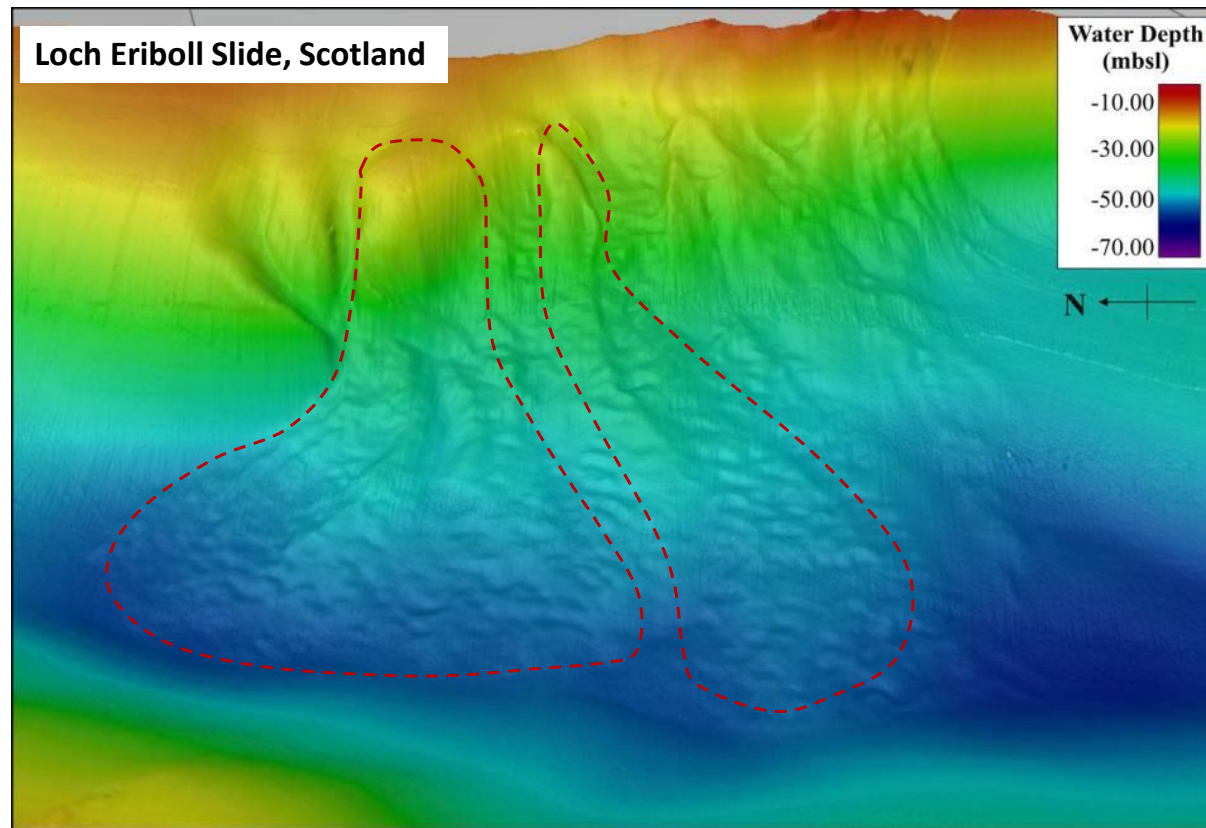 Loch Eriboll Slide, Scotland
Water Depth
(mbsl)
-10.00
-30.00
-50.00
-70.00
N